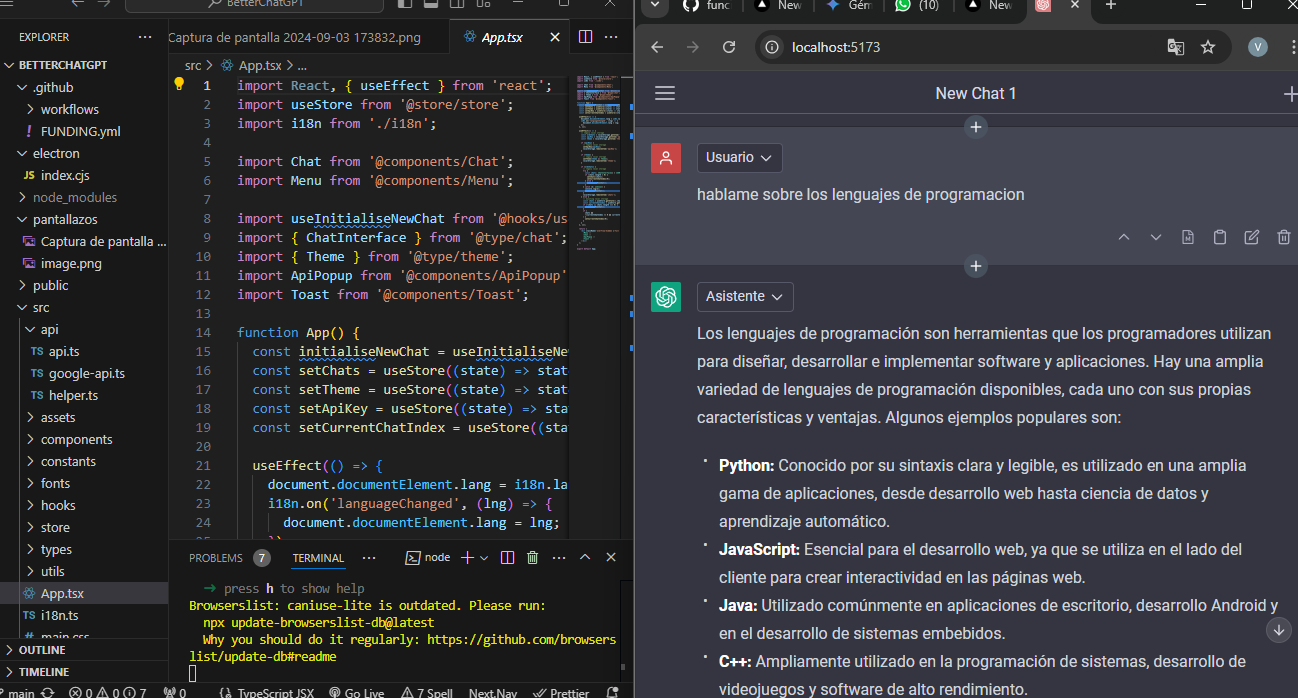 BetterChatGPT
EXPLORER
BETTERCHATGPT
.github
workflows
FUNDING.yml
electron
JS index.cjs
node_modules
pantallazos
Captura de pantalla ...
image.png
public
src
api
TS api.ts
TS google-api.ts
TS helper.ts
assets
components
constants
fonts
hooks
store
types
utils
App.tsx
TS i18n.ts
# main.css
OUTLINE
TIMELINE
Captura de pantalla 2024-09-03 173832.png
App.tsx
src > App.tsx > ...
1 import React, { useEffect } from 'react';
2 import useStore from '@store/store';
3 import i18n from './i18n';
4
5 import Chat from '@components/Chat';
6 import Menu from '@components/Menu';
7
8 import useInitialiseNewChat from '@hooks/us
9 import { ChatInterface } from '@type/chat';
10 import { Theme } from '@type/theme';
11 import ApiPopup from '@components/ApiPopup'
12 import Toast from '@components/Toast';
13
14 function App() {
15 const initialiseNewChat = useInitialiseNe
16 const setChats = useStore((state) => stat
17 const setTheme = useStore((state) => stat
18 const setApiKey = useStore((state) => sta
19 const setCurrentChatIndex = useStore((sta
20
21 useEffect(() => {
22 document.documentElement.lang = i18n.la
23 i18n.on('languageChanged', (lng) => {
24 document.documentElement.lang = lng;
25 })
PROBLEMS 7 TERMINAL ... node
→ press h to show help
Browserslist: caniuse-lite is outdated. Please run:
npx update-browserslist-db@latest
Why you should do it regularly: https://github.com/browsers
list/update-db#readme
main 0 0 7 0 {} TypeScript JSX Go Live 7 Spell Next.Nav Prettier
func New Gém (10) New
localhost:5173
V
New Chat 1
Usuario
hablame sobre los lenguajes de programacion
Asistente
Los lenguajes de programación son herramientas que los programadores utilizan
para diseñar, desarrollar e implementar software y aplicaciones. Hay una amplia
variedad de lenguajes de programación disponibles, cada uno con sus propias
características y ventajas. Algunos ejemplos populares son:
· Python: Conocido por su sintaxis clara y legible, es utilizado en una amplia
gama de aplicaciones, desde desarrollo web hasta ciencia de datos y
aprendizaje automático.
· JavaScript: Esencial para el desarrollo web, ya que se utiliza en el lado del
cliente para crear interactividad en las páginas web.
· Java: Utilizado comúnmente en aplicaciones de escritorio, desarrollo Android y
en el desarrollo de sistemas embebidos.
· C++: Ampliamente utilizado en la programación de sistemas, desarrollo de
videojuegos y software de alto rendimiento.